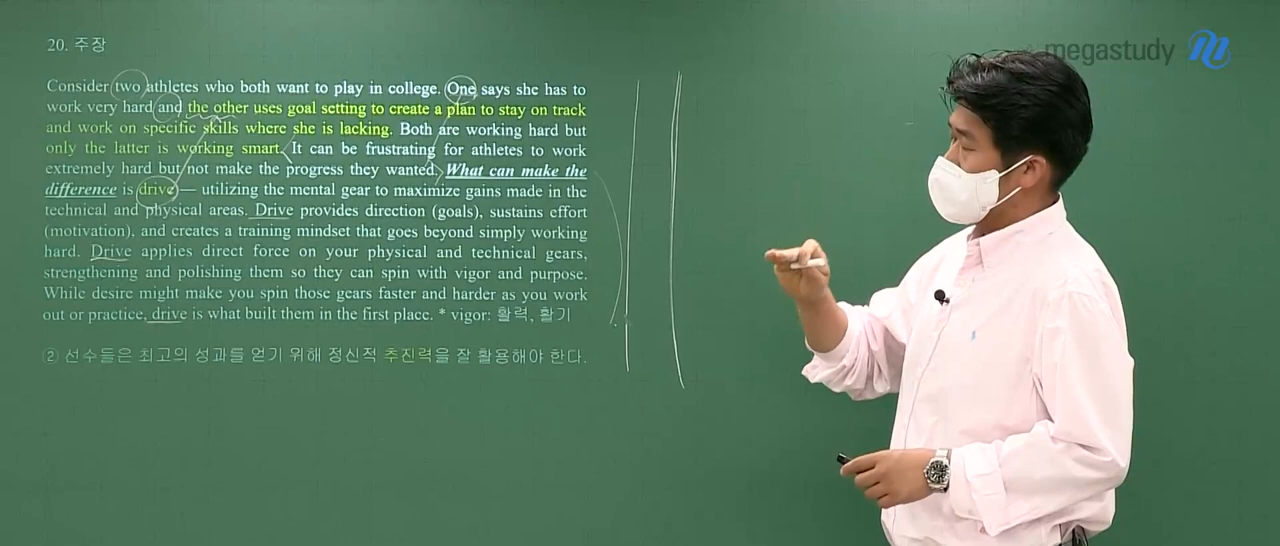 megastudy
20. 주장
Consider two athletes who both want to play in college. One says she has to
work very hard and the other uses goal setting to create a plan to stay on track
and work on specific skills where she is lacking. Both are working hard but
only the latter is working smart. It can be frustrating for athletes to work
extremely hard but not make the progress they wanted. What can make the
difference is drive — utilizing the mental gear to maximize gains made in the
technical and physical areas. Drive provides direction (goals), sustains effort
(motivation), and creates a training mindset that goes beyond simply working
hard. Drive applies direct force on your physical and technical gears,
strengthening and polishing them so they can spin with vigor and purpose.
While desire might make you spin those gears faster and harder as you work
out or practice, drive is what built them in the first place. * vigor: 활력, 활기
② 선수들은 최고의 성과를 얻기 위해 정신적 추진력을 잘 활용해야 한다.